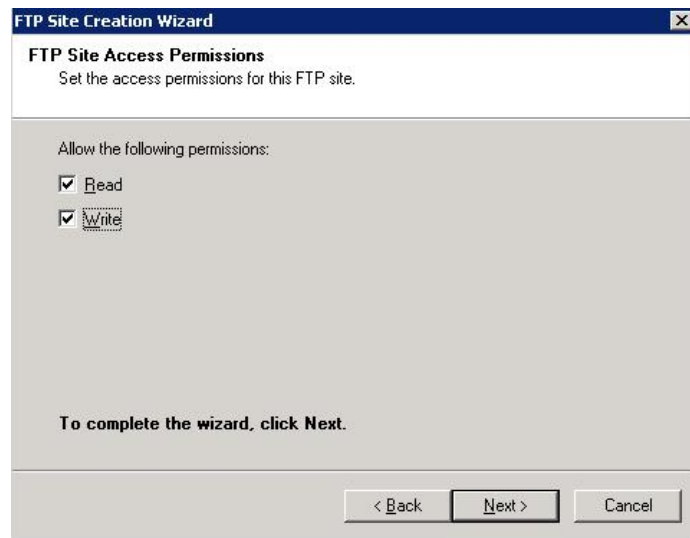 FTP Site Creation Wizard
FTP Site Access Permissions
Set the access permissions for this FTP site.
Allow the following permissions:
Read
Write
To complete the wizard, click Next.
< Back Next > Cancel